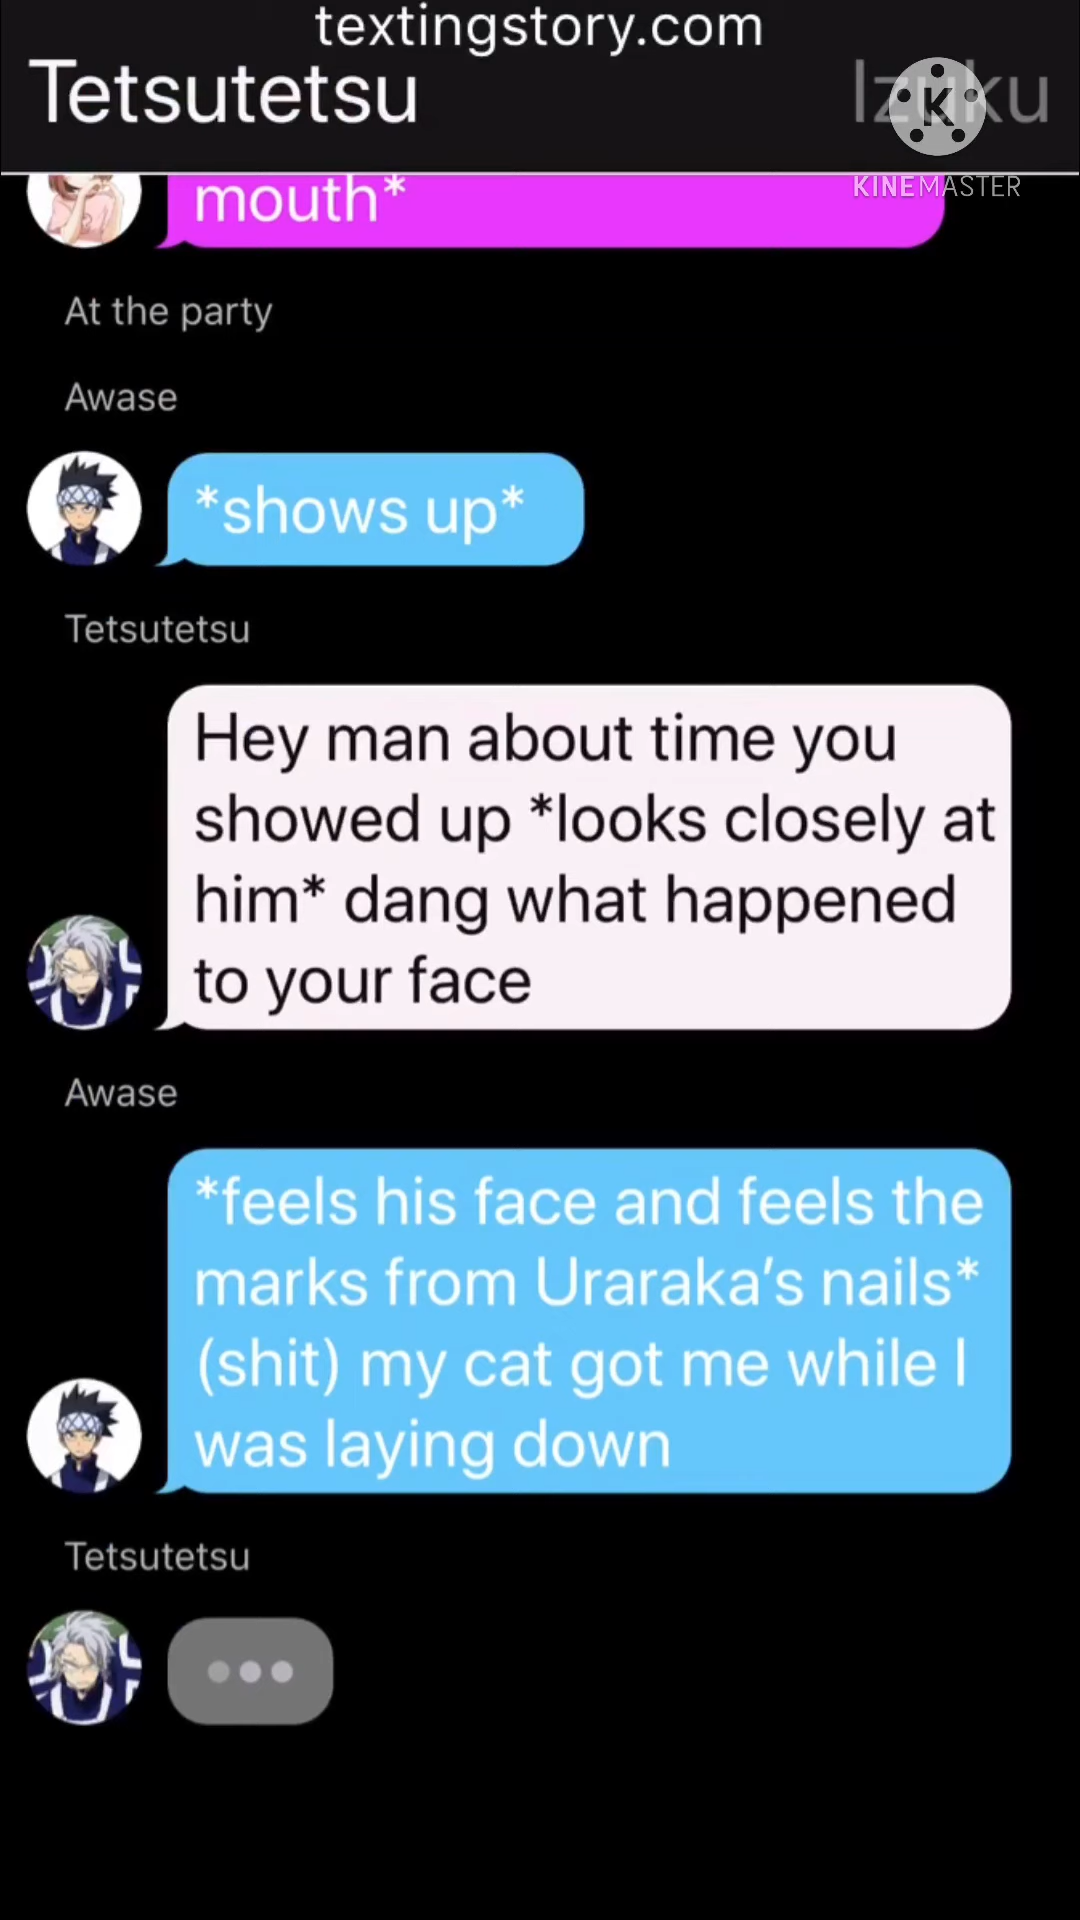 textingstory.com
Tetsutetsu
Izuku
K
KINEMASTER
mouth*
At the party
Awase
*shows up*
Tetsutetsu
Hey man about time you
showed up *looks closely at
him* dang what happened
to your face
Awase
*feels his face and feels the
marks from Uraraka’s nails*
(shit) my cat got me while I
was laying down
Tetsutetsu